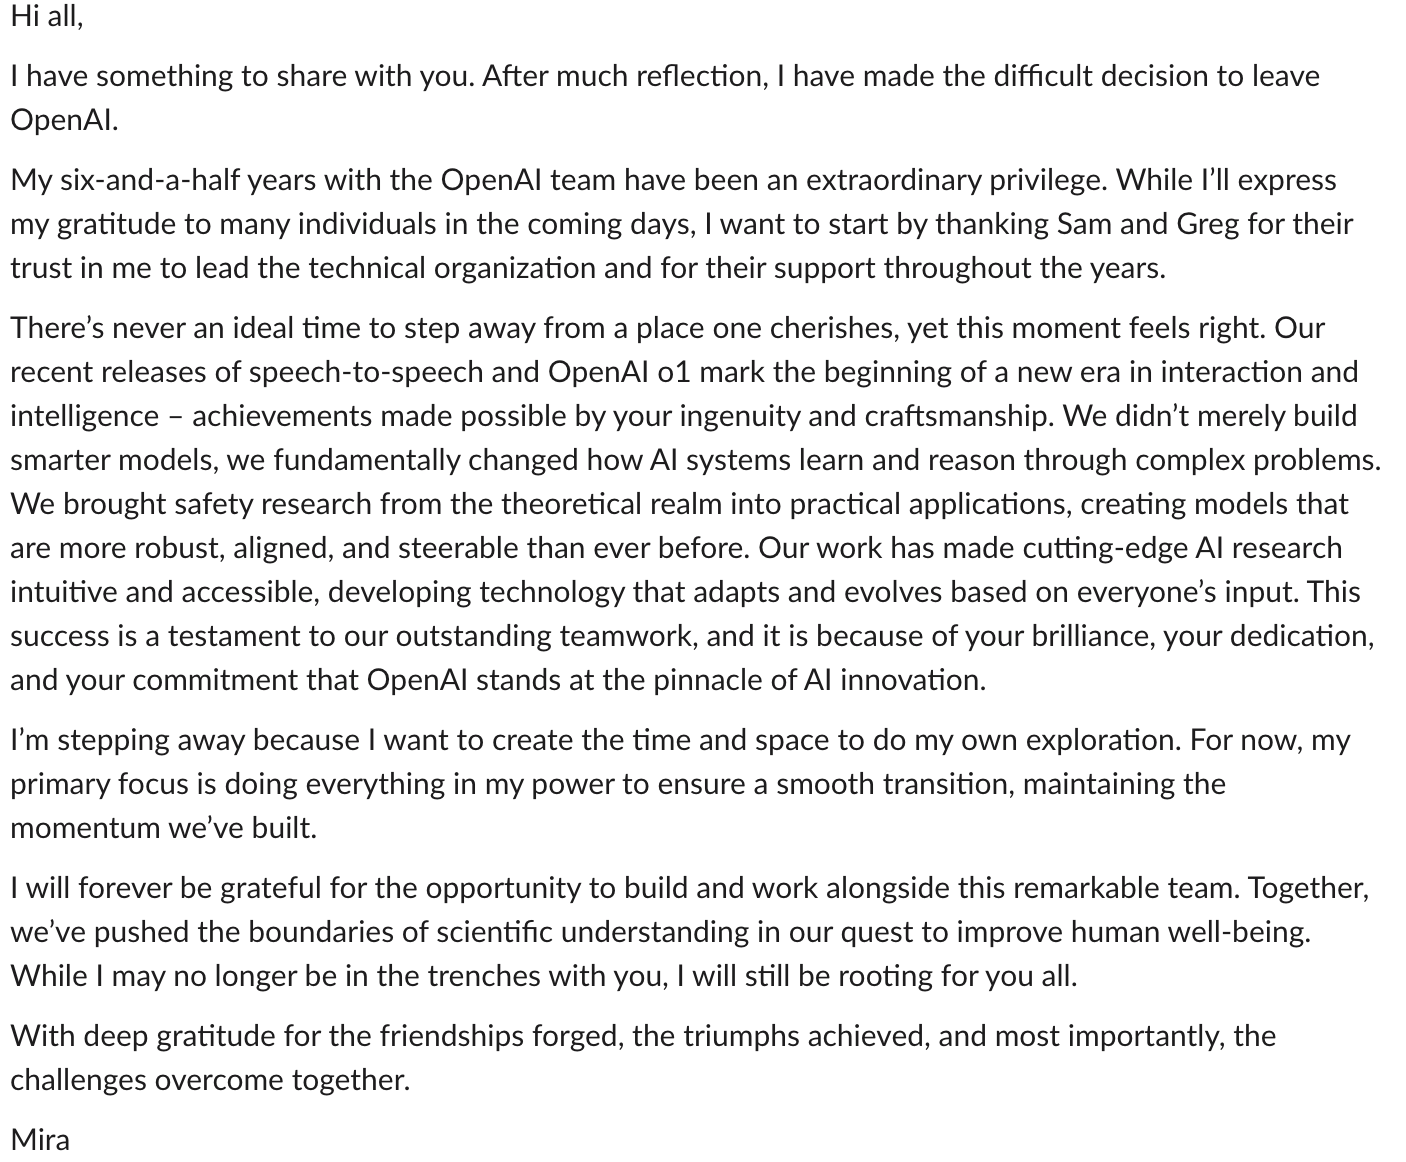 Hi all,
I have something to share with you. After much reflection, I have made the difficult decision to leave
OpenAI.
My six-and-a-half years with the OpenAI team have been an extraordinary privilege. While I’ll express
my gratitude to many individuals in the coming days, I want to start by thanking Sam and Greg for their
trust in me to lead the technical organization and for their support throughout the years.
There’s never an ideal time to step away from a place one cherishes, yet this moment feels right. Our
recent releases of speech-to-speech and OpenAI o1 mark the beginning of a new era in interaction and
intelligence – achievements made possible by your ingenuity and craftsmanship. We didn’t merely build
smarter models, we fundamentally changed how AI systems learn and reason through complex problems.
We brought safety research from the theoretical realm into practical applications, creating models that
are more robust, aligned, and steerable than ever before. Our work has made cutting-edge AI research
intuitive and accessible, developing technology that adapts and evolves based on everyone’s input. This
success is a testament to our outstanding teamwork, and it is because of your brilliance, your dedication,
and your commitment that OpenAI stands at the pinnacle of AI innovation.
I’m stepping away because I want to create the time and space to do my own exploration. For now, my
primary focus is doing everything in my power to ensure a smooth transition, maintaining the
momentum we’ve built.
I will forever be grateful for the opportunity to build and work alongside this remarkable team. Together,
we’ve pushed the boundaries of scientific understanding in our quest to improve human well-being.
While I may no longer be in the trenches with you, I will still be rooting for you all.
With deep gratitude for the friendships forged, the triumphs achieved, and most importantly, the
challenges overcome together.
Mira